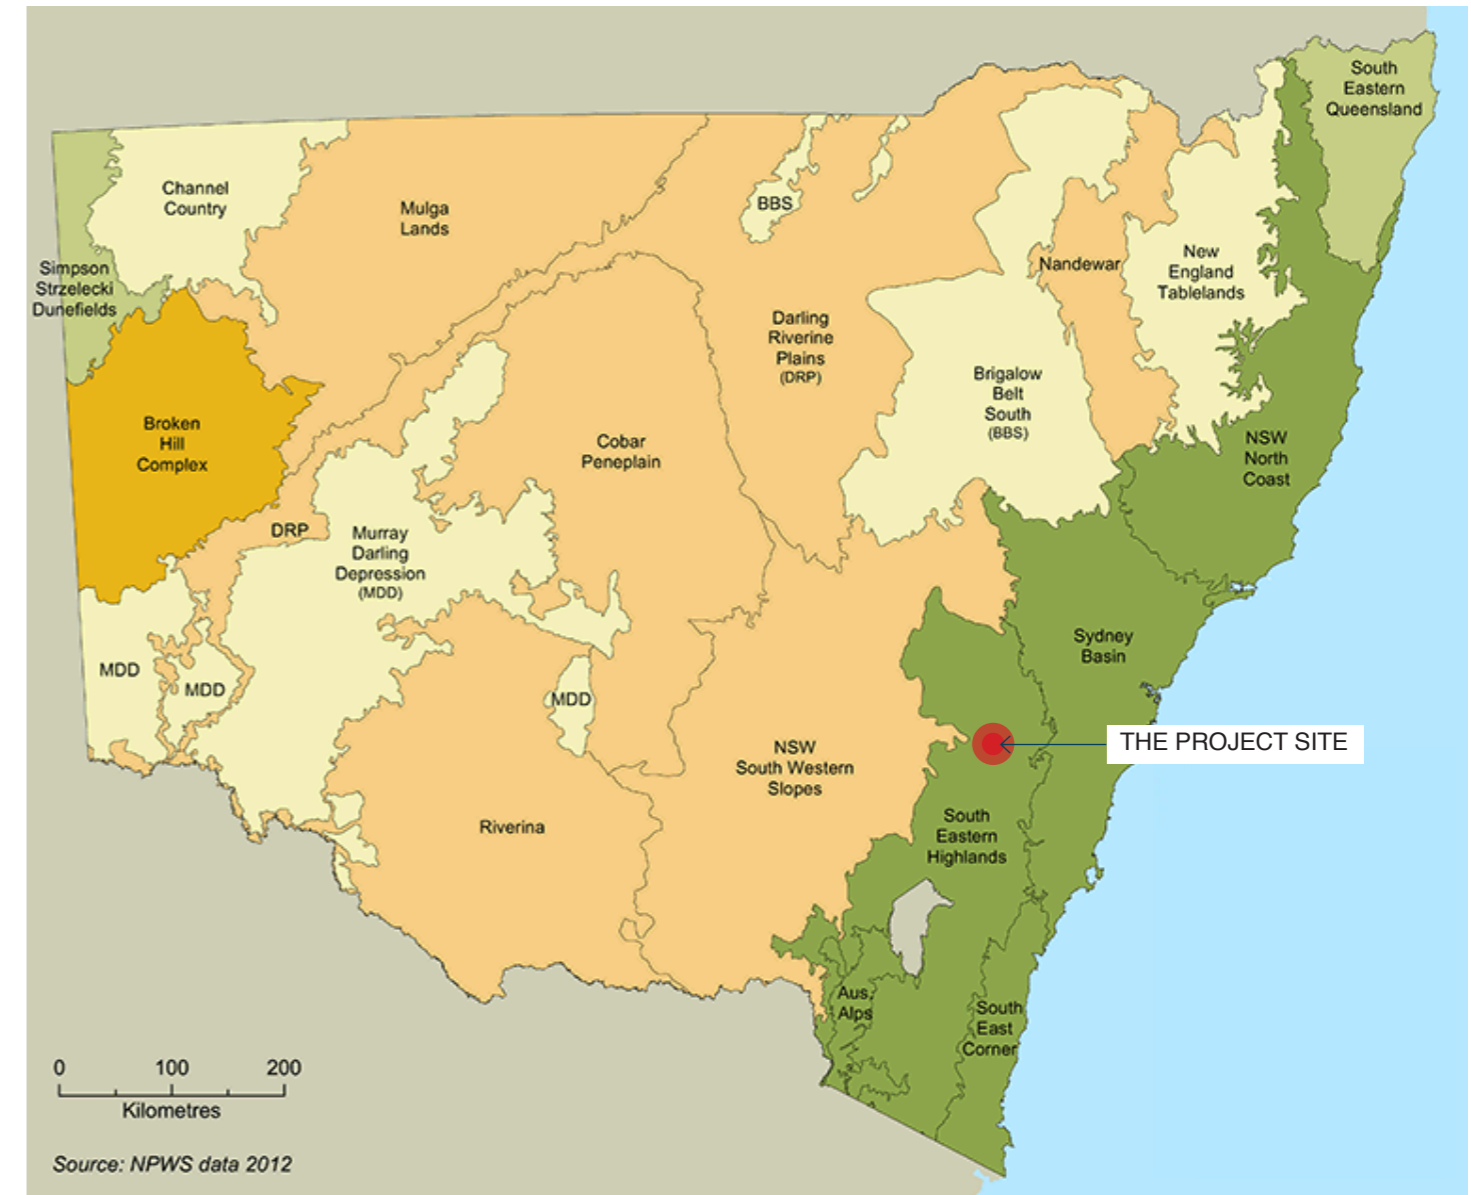 South
Eastern
Queensland
Channel
Country
Mulga
Lands
BBS
Simpson
Strzelecki
Dunefields
Nandewar
New
England
Tablelands
Darling
Riverine
Plains
(DRP)
Brigalow
Belt
South
(BBS)
Broken
Hill
Complex
Cobar
Peneplain
NSW
North
Coast
DRP
Murray
Darling
Depression
(MDD)
Sydney
Basin
MDD
MDD
MDD
THE PROJECT SITE
NSW
South Western
Slopes
Riverina
South
Eastern
Highlands
Aus.
Alps
South
East
Corner
0 100 200
Kilometres
Source: NPWS data 2012